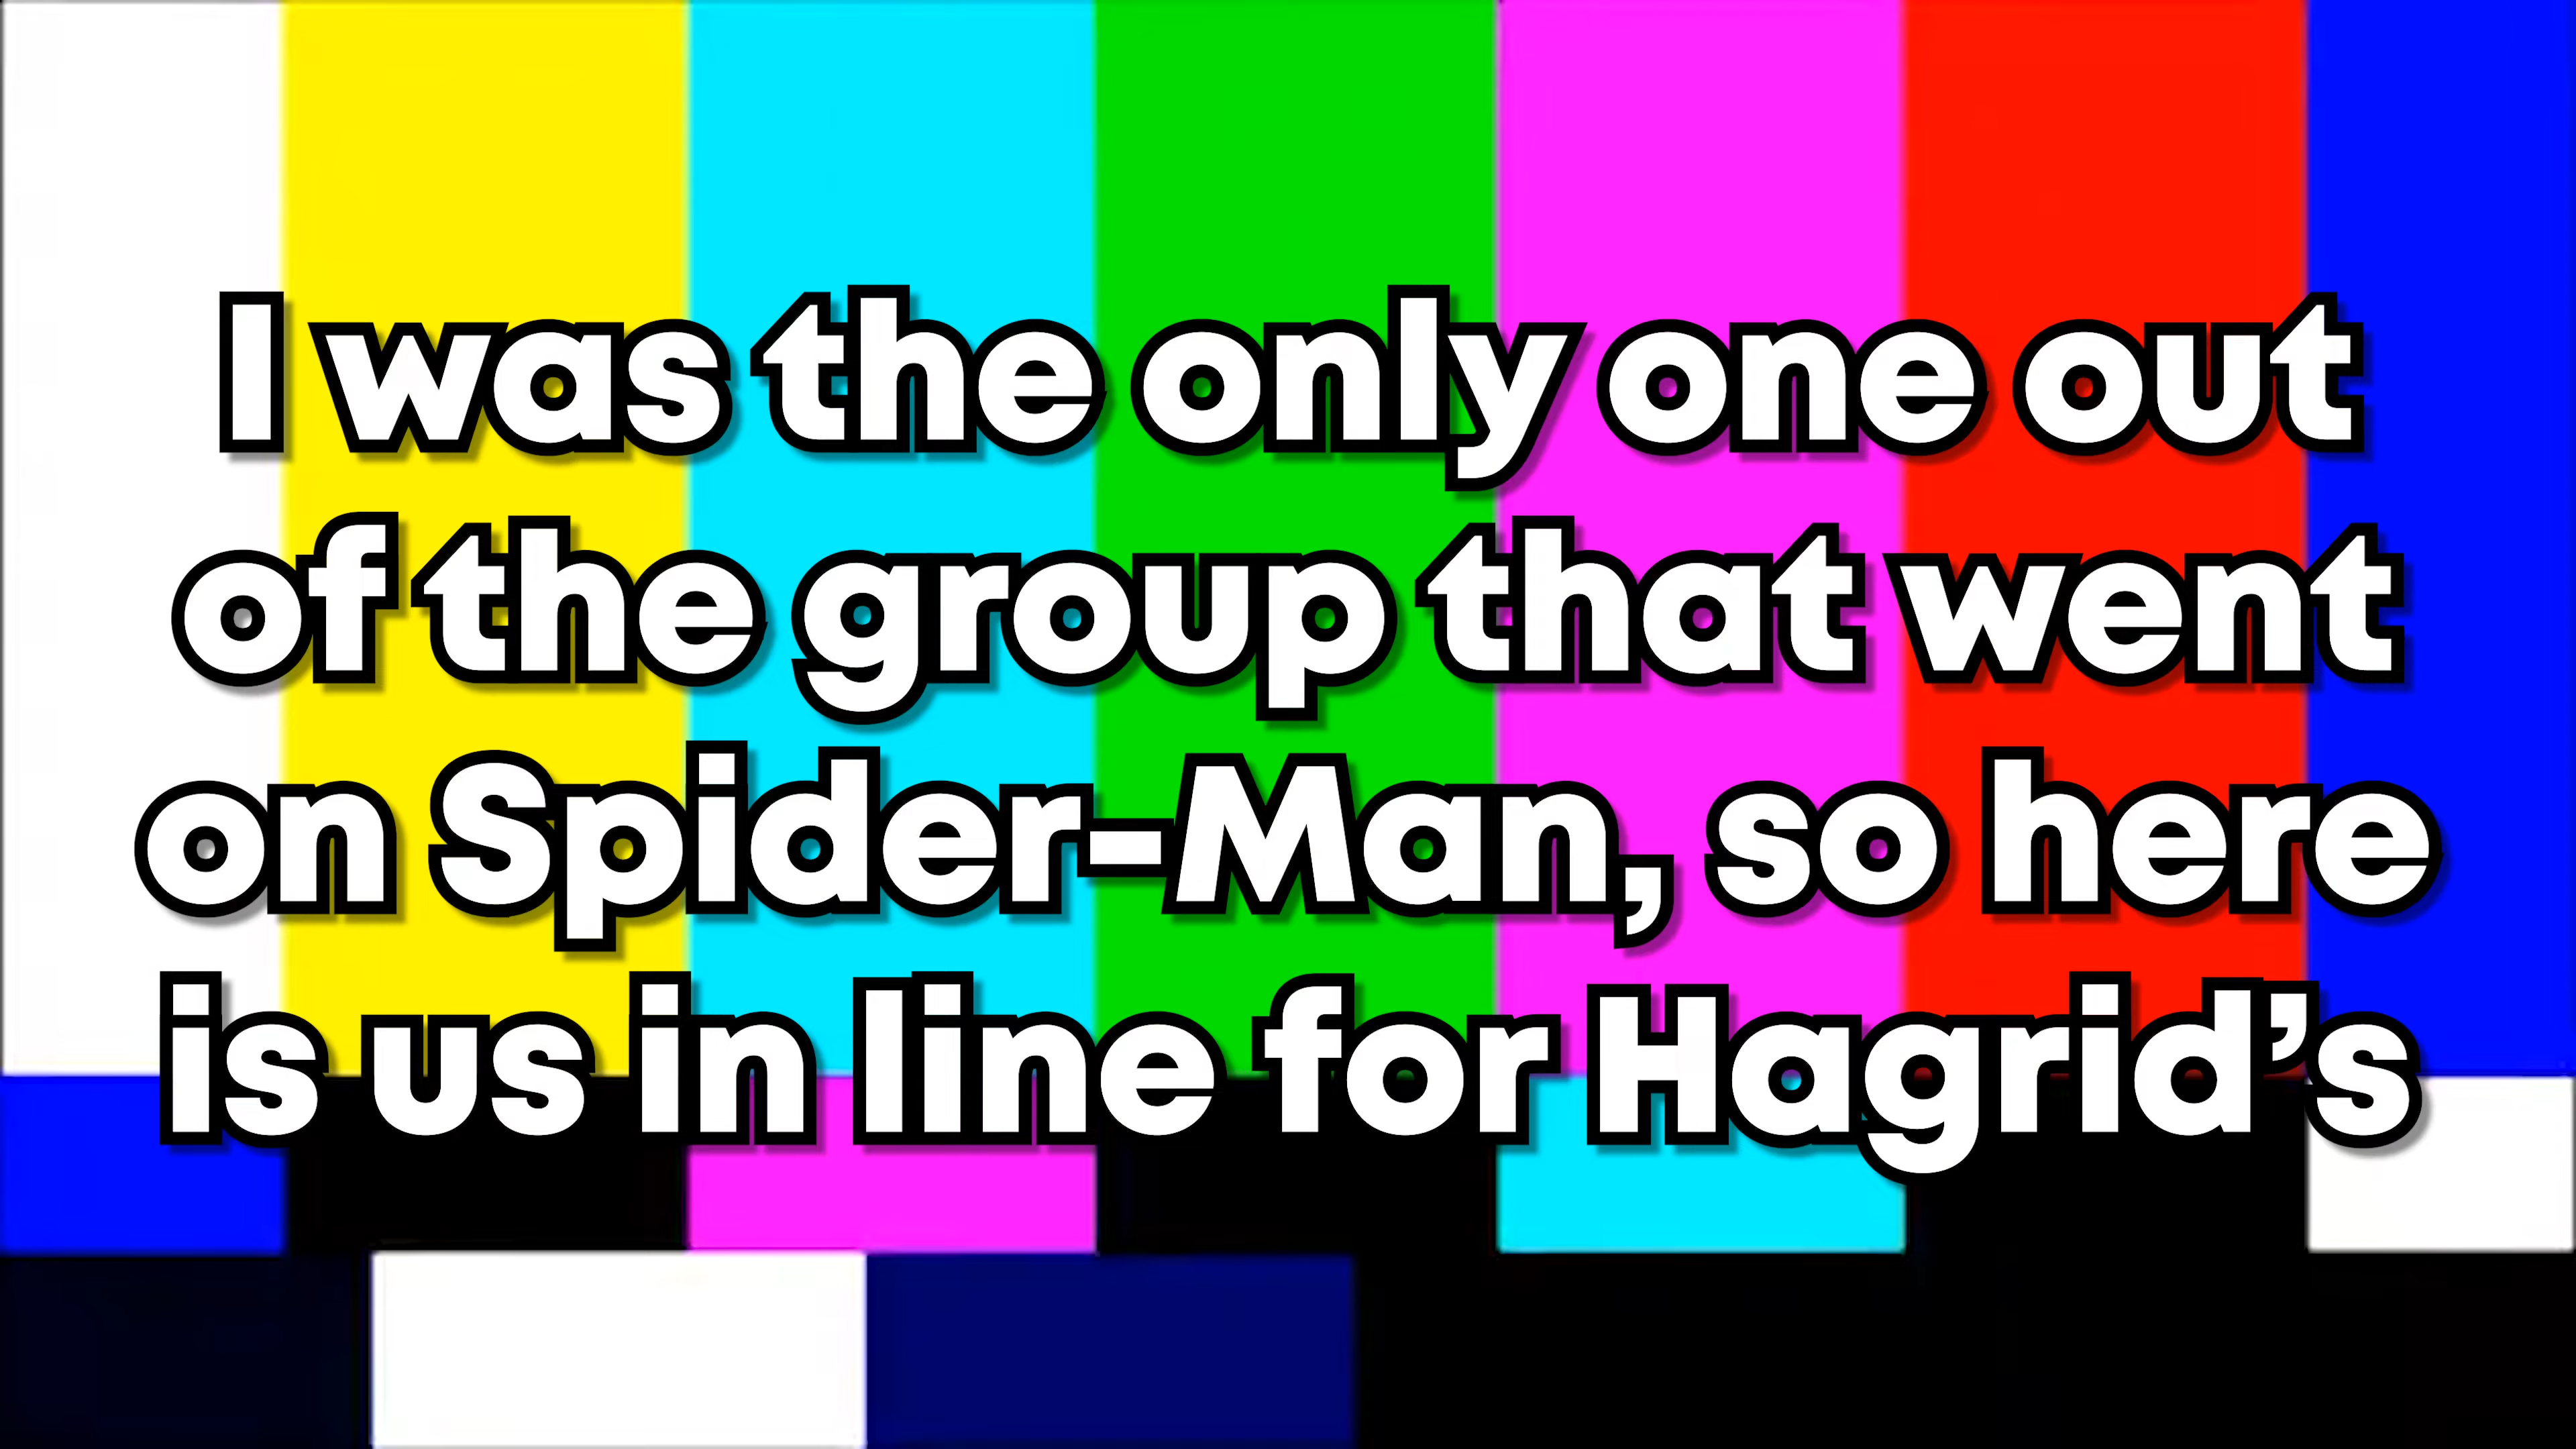 I was the only one out
of the group that went
on Spider-Man, so here
is us in line for Hagrid’s